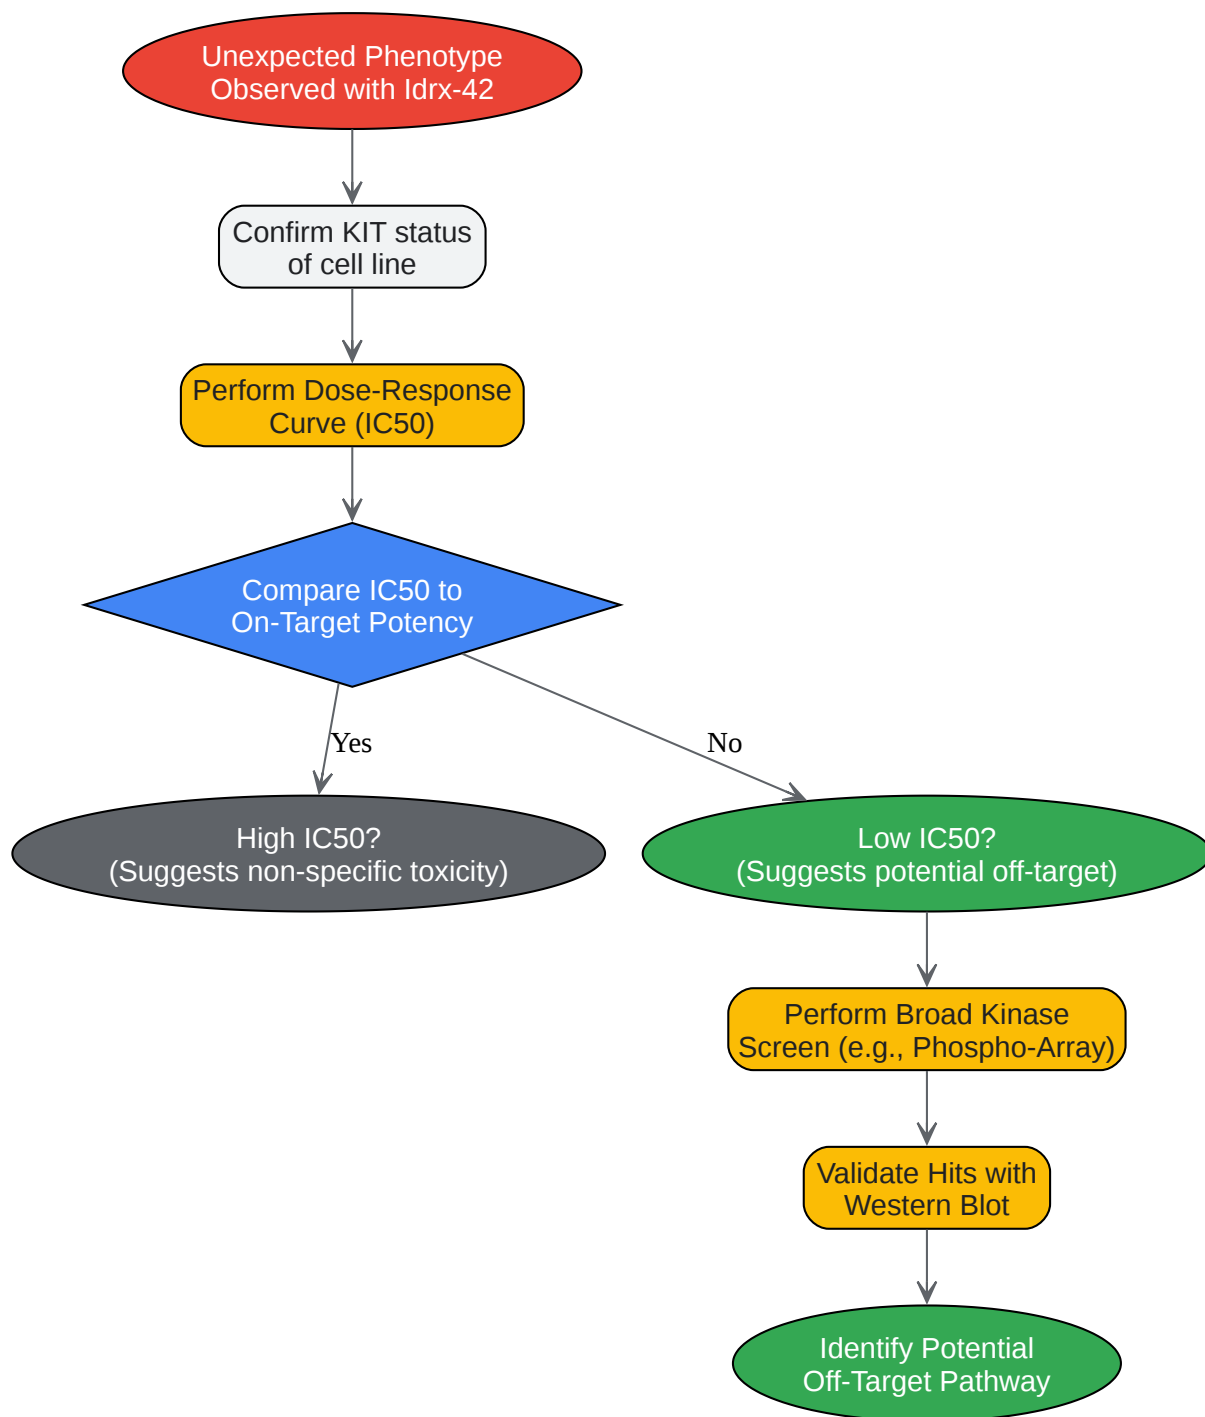 Unexpected Phenotype
Observed with Idrx-42
Confirm KIT status
of cell line
Perform Dose-Response
Curve (IC50)
Compare IC50 to
On-Target Potency
Yes
No
High IC50?
(Suggests non-specific toxicity)
Low IC50?
(Suggests potential off-target)
Perform Broad Kinase
Screen (e.g., Phospho-Array)
Validate Hits with
Western Blot
Identify Potential
Off-Target Pathway